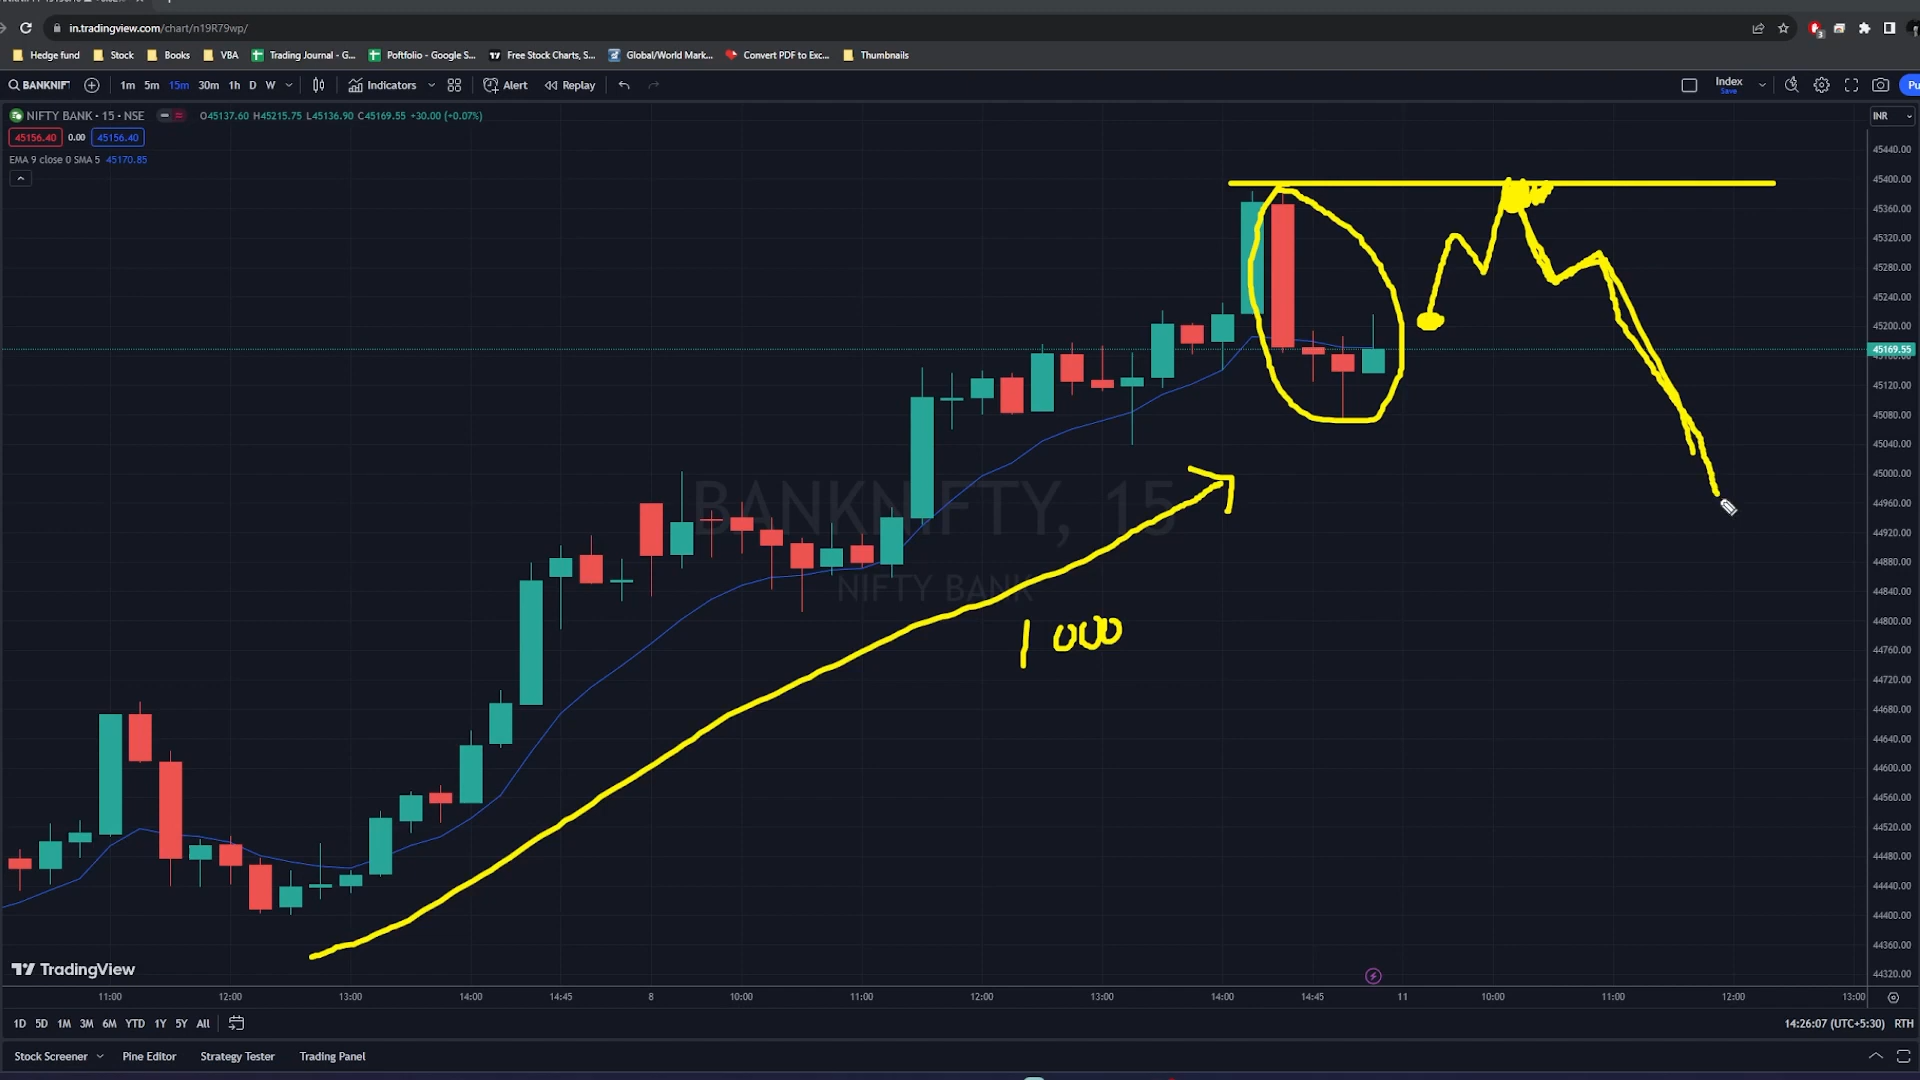 in.tradingview.com/chart/n19R79wp/
Hedge fund Stock Books VBA Trading Journal - G... Potfolio - Google S... Free Stock Charts, S... Global/World Mark... Convert PDF to Exc... Thumbnails
BANKNIFT 1m 5m 15m 30m 1h D W Indicators Alert Replay Index Save Pu
NIFTY BANK · 15 · NSE O45137.60 H45215.75 L45136.90 C45169.55 +30.00 (+0.07%) INR
45156.40 0.00 45156.40
EMA 9 close 0 SMA 5 45170.85
45440.00
45400.00
45360.00
45320.00
45280.00
45240.00
45200.00
45169.55
45120.00
45080.00
45040.00
45000.00
44960.00
44920.00
44880.00
44840.00
44800.00
44760.00
44720.00
44680.00
44640.00
44600.00
44560.00
44520.00
44480.00
44440.00
44400.00
44360.00
44320.00
BANKNIFTY, 15
NIFTY BANK
1000
TradingView
11:00 12:00 13:00 14:00 14:45 8 10:00 11:00 12:00 13:00 14:00 14:45 11 10:00 11:00 12:00 13:00
1D 5D 1M 3M 6M YTD 1Y 5Y All 14:26:07 (UTC+5:30) RTH
Stock Screener Pine Editor Strategy Tester Trading Panel